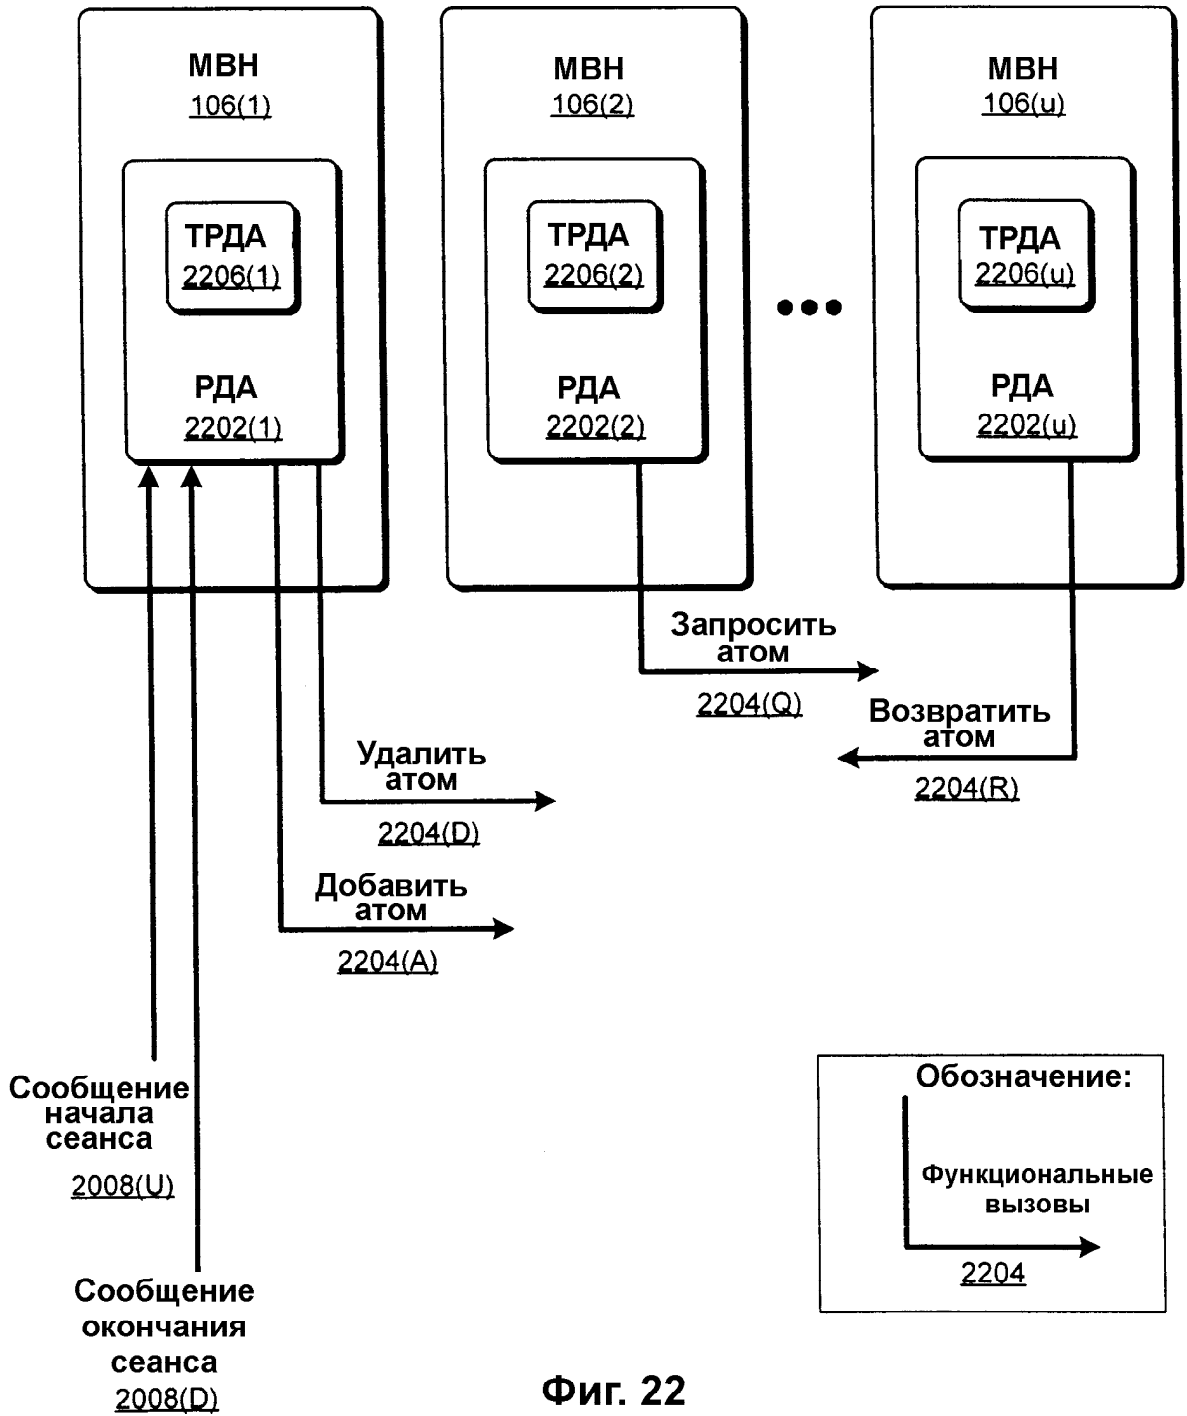 МВН
106(1)
ТРДА
2206(1)
РДА
2202(1)
МВН
106(2)
ТРДА
2206(2)
РДА
2202(2)
МВН
106(u)
ТРДА
2206(u)
РДА
2202(u)
Запросить
атом
2204(Q)
Возвратить
атом
2204(R)
Удалить
атом
2204(D)
Добавить
атом
2204(A)
Сообщение
начала
сеанса
2008(U)
Сообщение
окончания
сеанса
2008(D)
Обозначение:
Функциональные
вызовы
2204
Фиг. 22